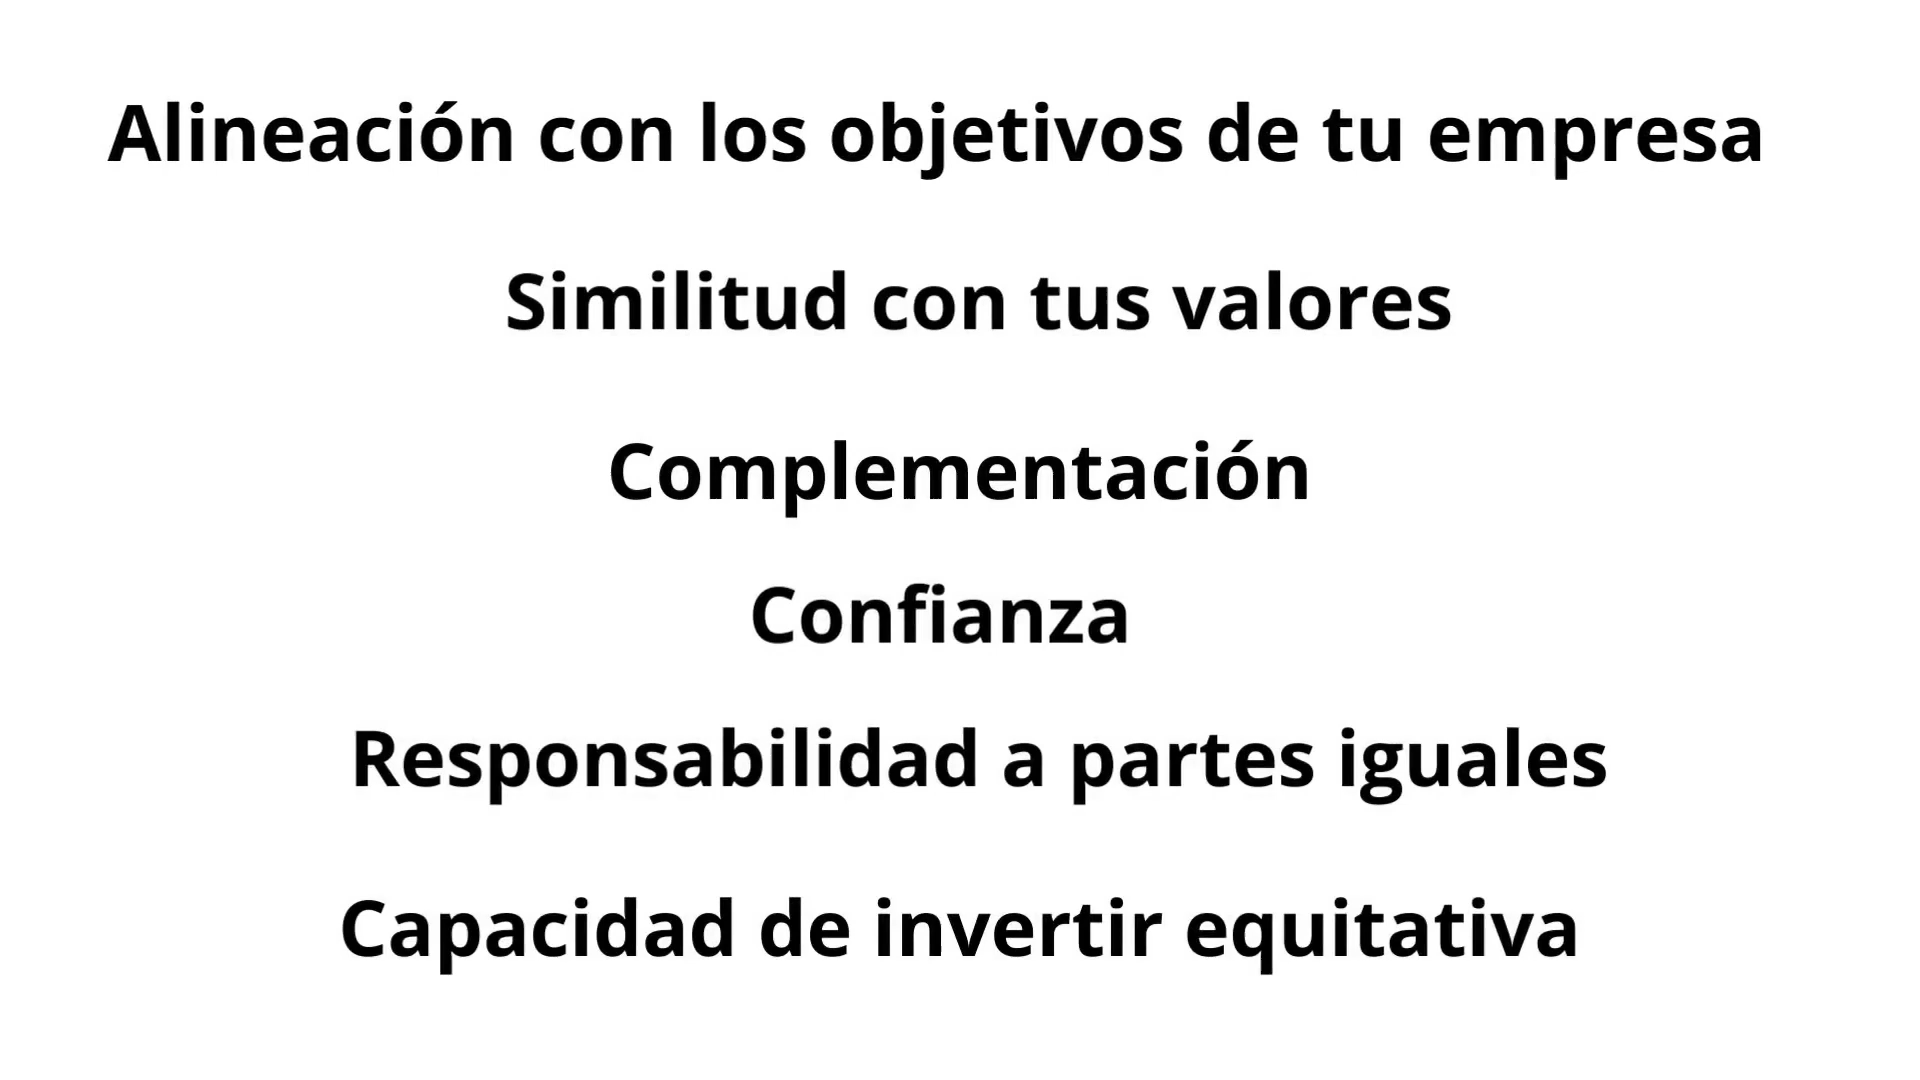 Alineación con los objetivos de tu empresa
Similitud con tus valores
Complementación
Confianza
Responsabilidad a partes iguales
Capacidad de invertir equitativa